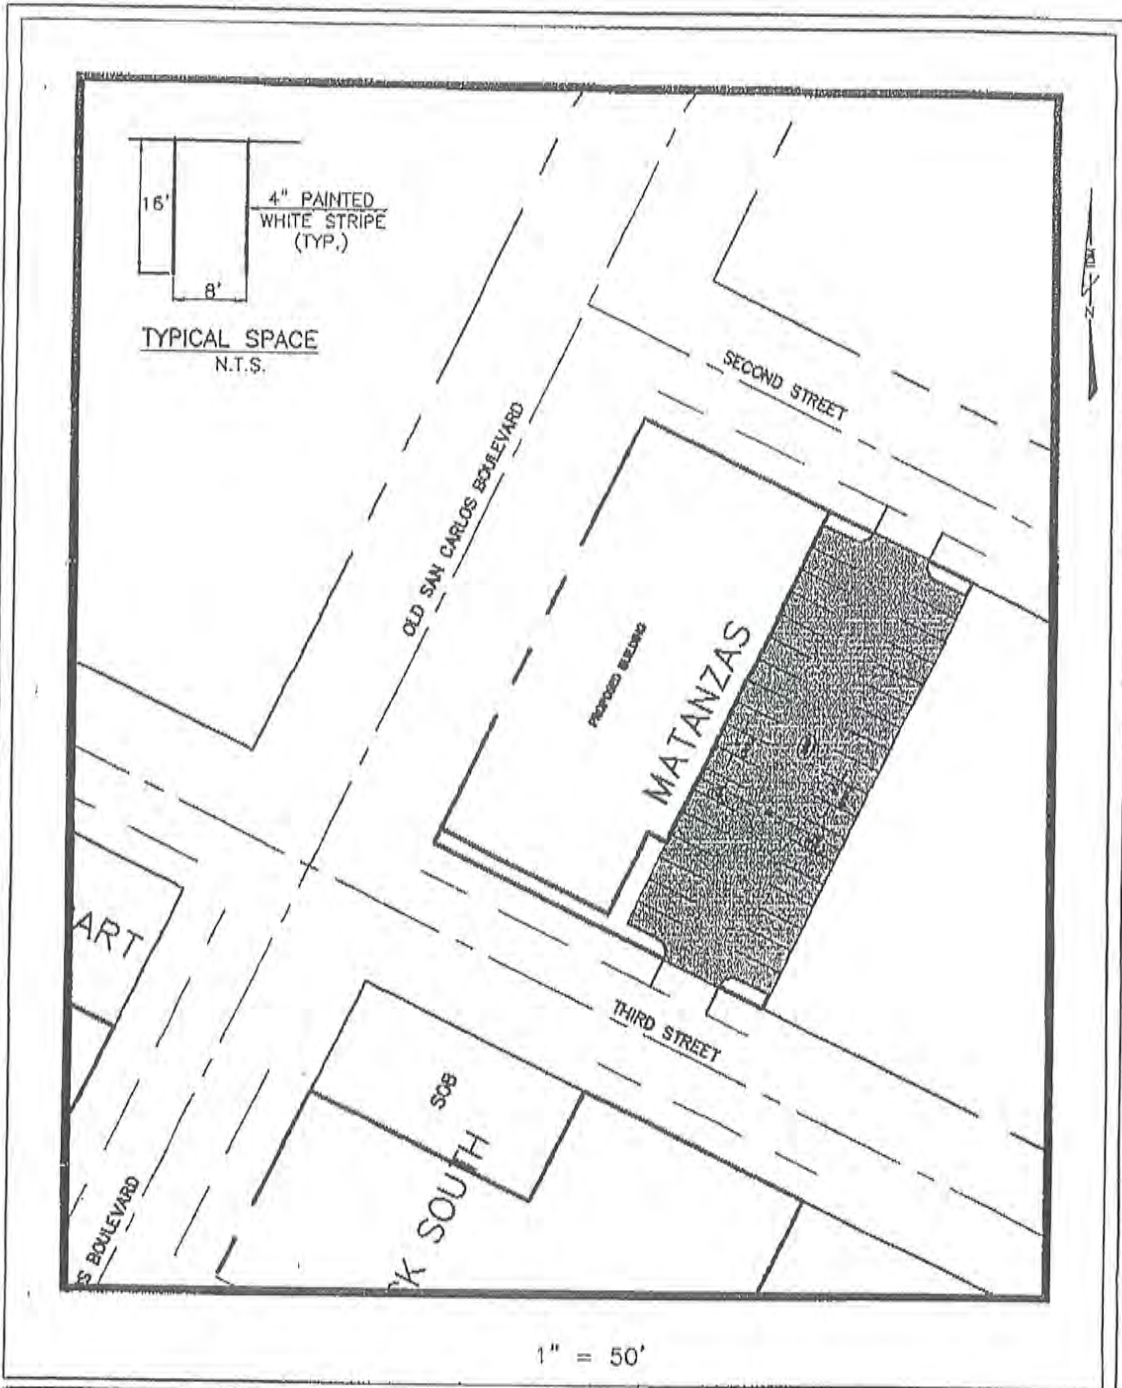 16'
4" PAINTED
WHITE STRIPE
(TYP.)
8'
TYPICAL SPACE
N.T.S.
N
SECOND STREET
OLD SAN CARLOS BOULEVARD
PROPOSED BUILDING
MATANZAS
ART
THIRD STREET
SOB
CK SOUTH
S BOULEVARD
1" = 50'